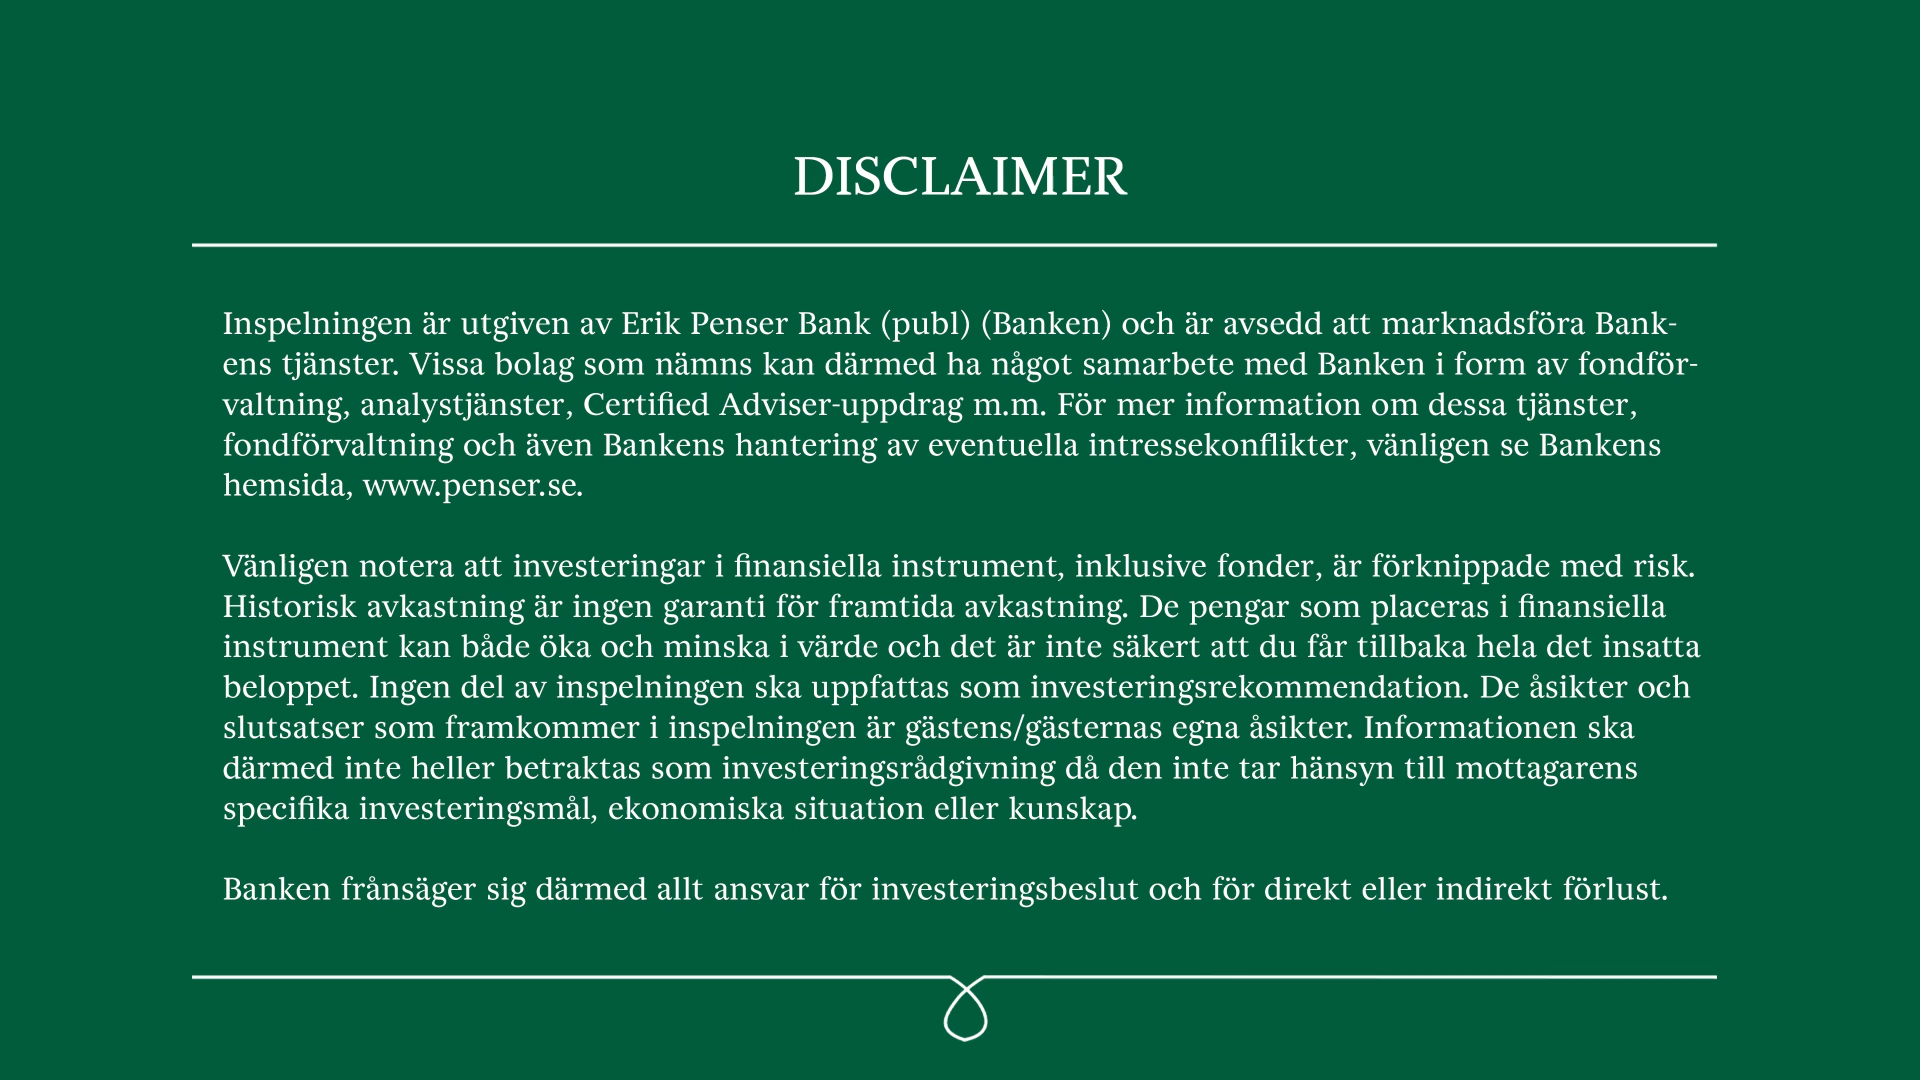 DISCLAIMER
Inspelningen är utgiven av Erik Penser Bank (publ) (Banken) och är avsedd att marknadsföra Bank-
ens tjänster. Vissa bolag som nämns kan därmed ha något samarbete med Banken i form av fondför-
valtning, analystjänster, Certified Adviser-uppdrag m.m. För mer information om dessa tjänster,
fondförvaltning och även Bankens hantering av eventuella intressekonflikter, vänligen se Bankens
hemsida, www.penser.se.
Vänligen notera att investeringar i finansiella instrument, inklusive fonder, är förknippade med risk.
Historisk avkastning är ingen garanti för framtida avkastning. De pengar som placeras i finansiella
instrument kan både öka och minska i värde och det är inte säkert att du får tillbaka hela det insatta
beloppet. Ingen del av inspelningen ska uppfattas som investeringsrekommendation. De åsikter och
slutsatser som framkommer i inspelningen är gästens/gästernas egna åsikter. Informationen ska
därmed inte heller betraktas som investeringsrådgivning då den inte tar hänsyn till mottagarens
specifika investeringsmål, ekonomiska situation eller kunskap.
Banken frånsäger sig därmed allt ansvar för investeringsbeslut och för direkt eller indirekt förlust.